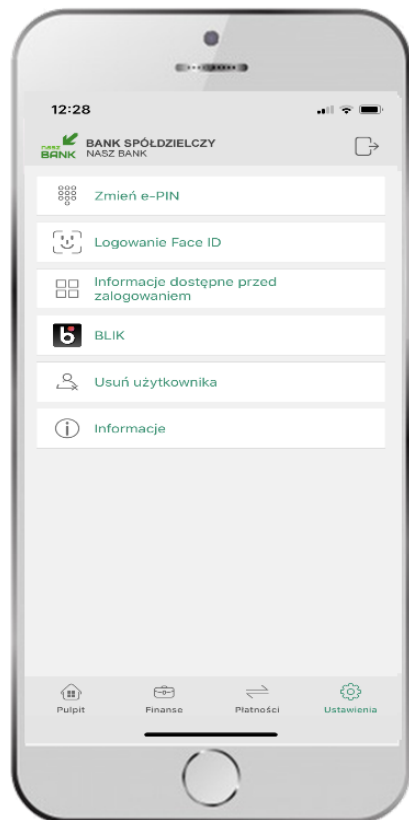 12:28
nasz
BANK
BANK SPÓŁDZIELCZY
NASZ BANK
Zmień e-PIN
Logowanie Face ID
Informacje dostępne przed
zalogowaniem
BLIK
Usuń użytkownika
Informacje
Pulpit
Finanse
Płatności
Ustawienia